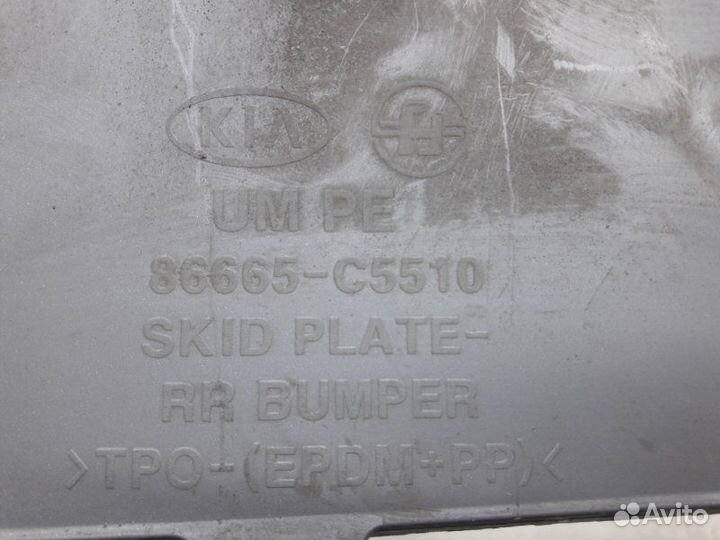 KIA
UM PE
86665-C5510
SKID PLATE-
RR BUMPER
>TPO-(EPDM+PP)<
Avito